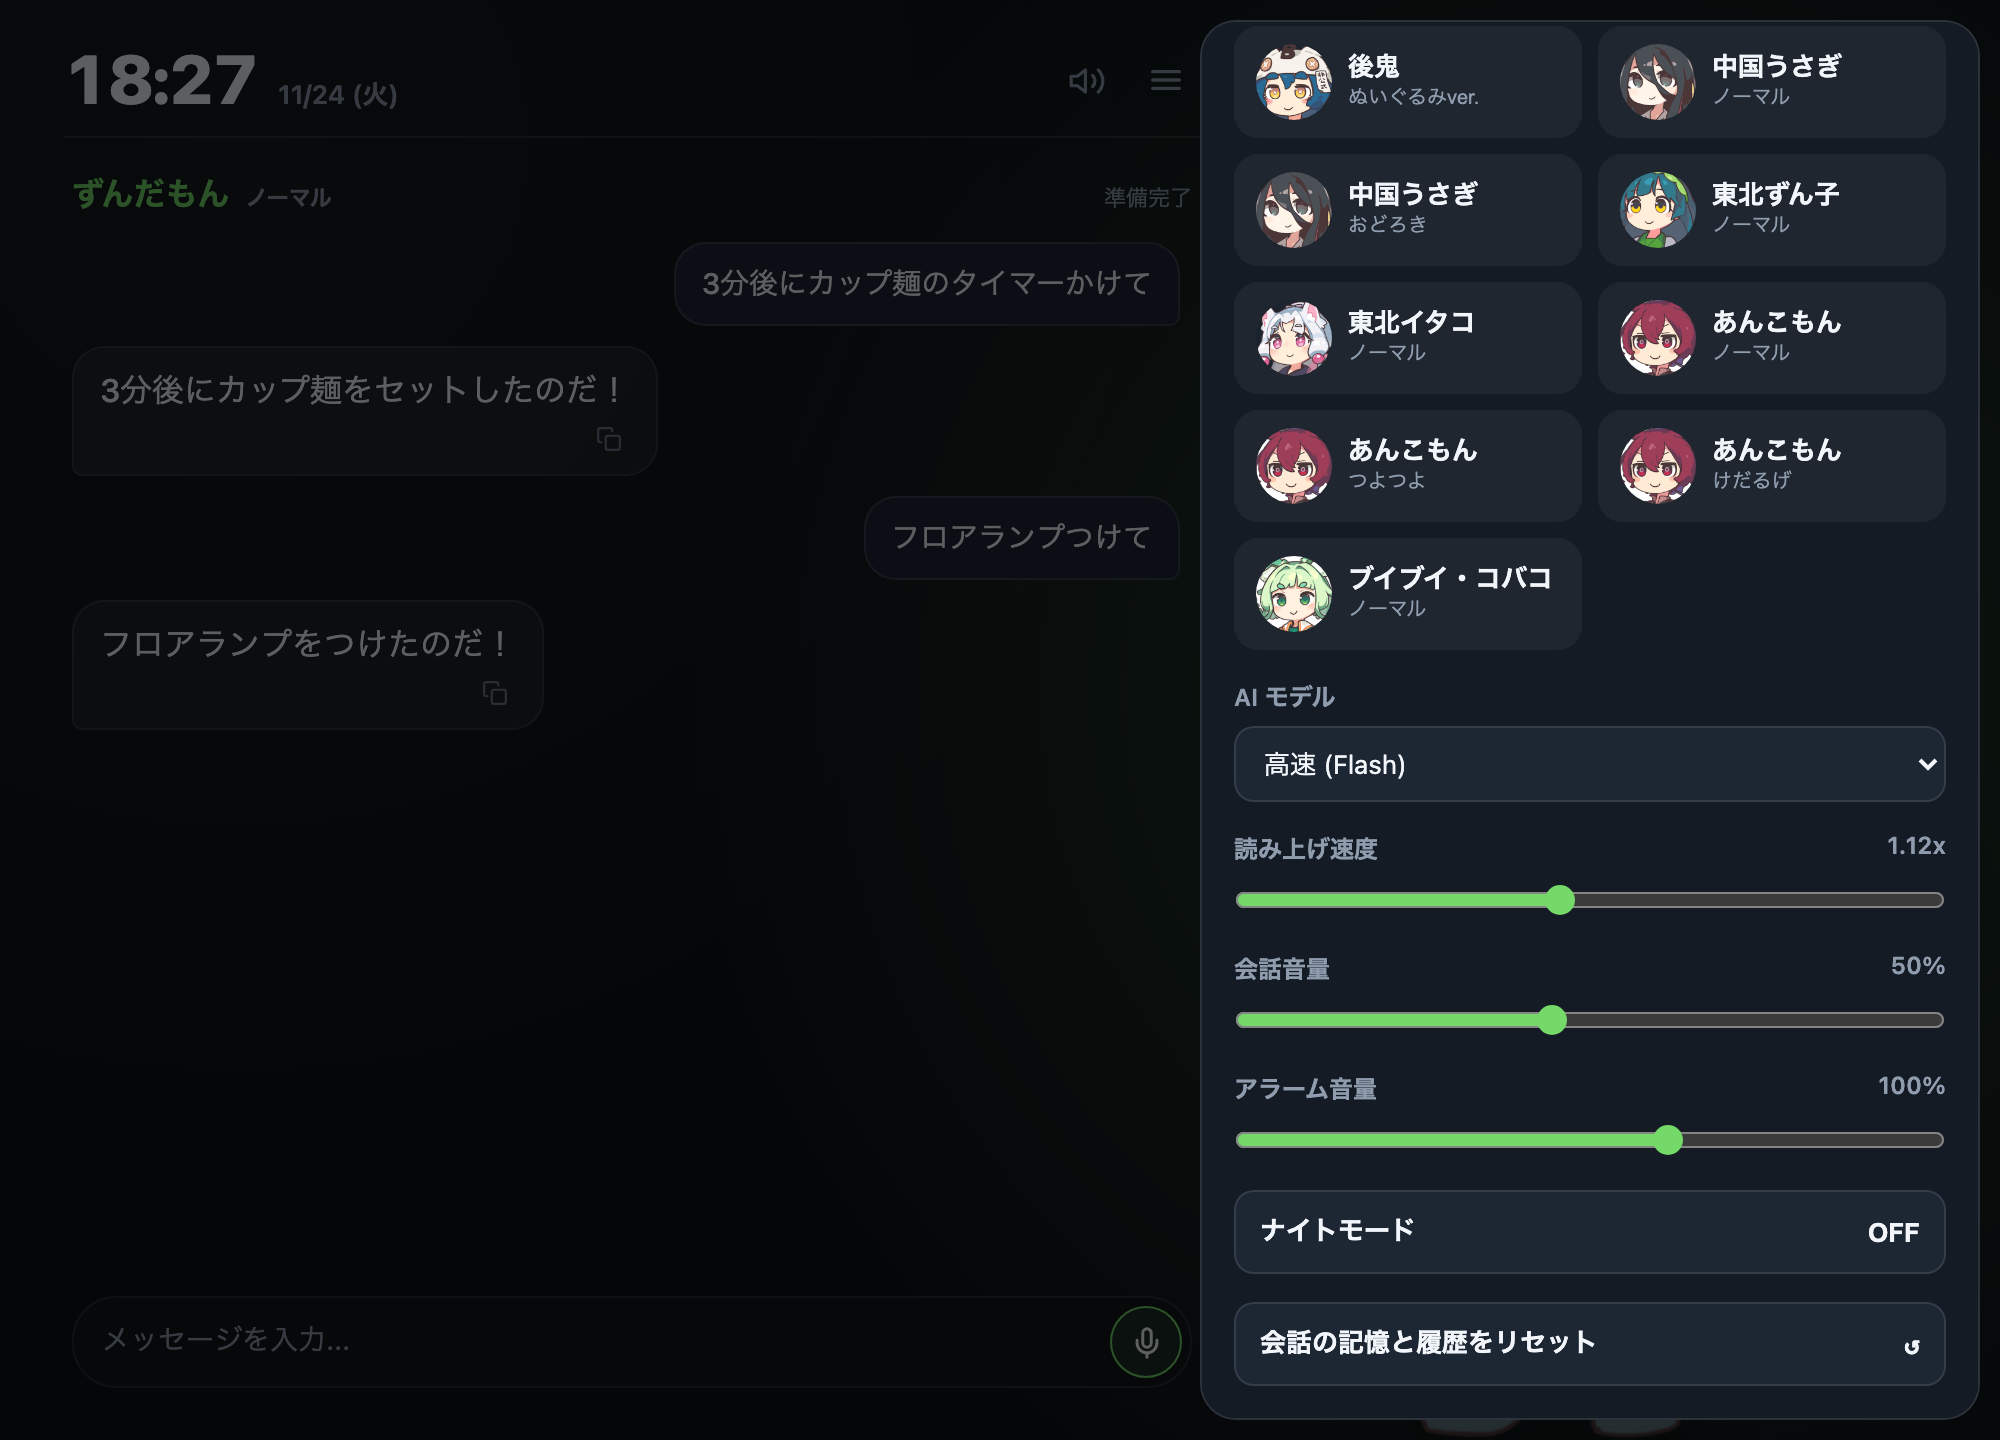 18:27 11/24 (火)
ずんだもん ノーマル 準備完了
3分後にカップ麺のタイマーかけて
3分後にカップ麺をセットしたのだ！
フロアランプつけて
フロアランプをつけたのだ！
メッセージを入力...
後鬼
ぬいぐるみver.
中国うさぎ
ノーマル
中国うさぎ
おどろき
東北ずん子
ノーマル
東北イタコ
ノーマル
あんこもん
ノーマル
あんこもん
つよつよ
あんこもん
けだるげ
ブイブイ・コバコ
ノーマル
AI モデル
高速 (Flash)
読み上げ速度 1.12x
会話音量 50%
アラーム音量 100%
ナイトモード OFF
会話の記憶と履歴をリセット ↺